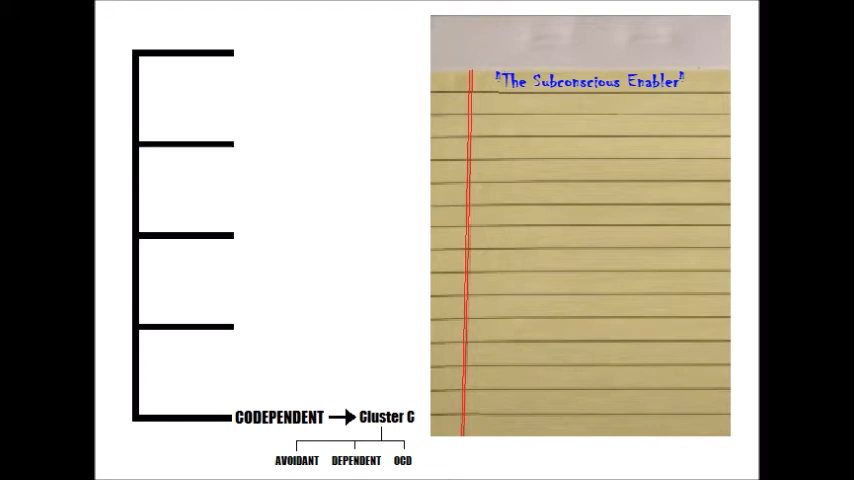 "The Subconscious Enabler"
CODEPENDENT → Cluster C
AVOIDANT DEPENDENT OCD